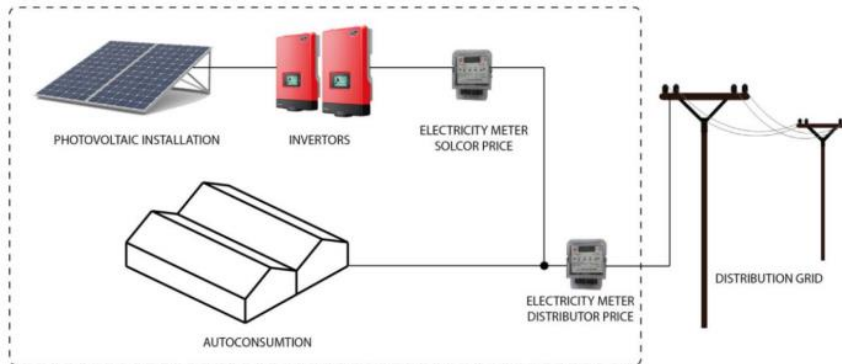 PHOTOVOLTAIC INSTALLATION
INVERTORS
ELECTRICITY METER
SOLCOR PRICE
AUTOCONSUMTION
ELECTRICITY METER
DISTRIBUTOR PRICE
DISTRIBUTION GRID